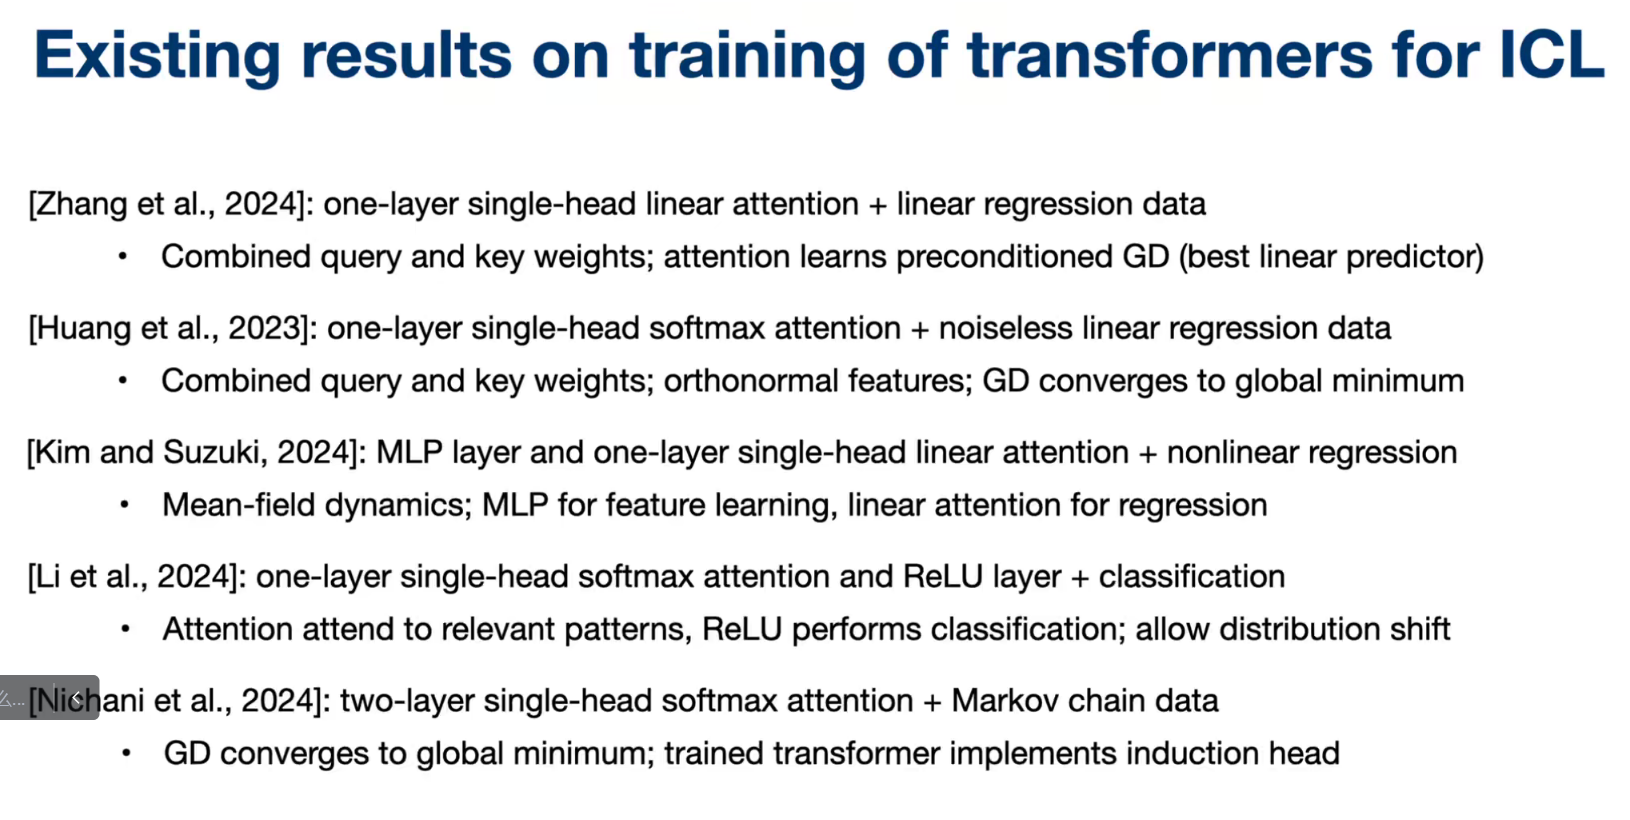 Existing results on training of transformers for ICL
[Zhang et al., 2024]: one-layer single-head linear attention + linear regression data
• Combined query and key weights; attention learns preconditioned GD (best linear predictor)
[Huang et al., 2023]: one-layer single-head softmax attention + noiseless linear regression data
• Combined query and key weights; orthonormal features; GD converges to global minimum
[Kim and Suzuki, 2024]: MLP layer and one-layer single-head linear attention + nonlinear regression
• Mean-field dynamics; MLP for feature learning, linear attention for regression
[Li et al., 2024]: one-layer single-head softmax attention and ReLU layer + classification
• Attention attend to relevant patterns, ReLU performs classification; allow distribution shift
[Nichani et al., 2024]: two-layer single-head softmax attention + Markov chain data
• GD converges to global minimum; trained transformer implements induction head